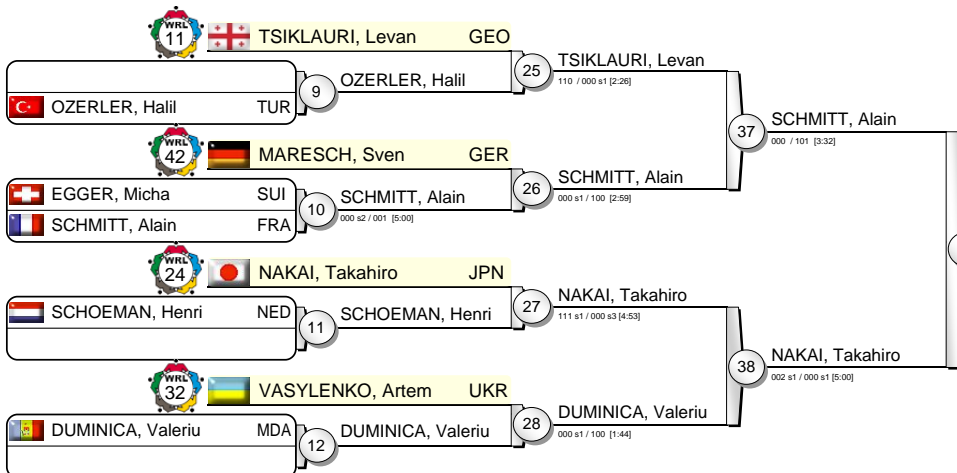 WRL
11
TSIKLAURI, Levan GEO
OZERLER, Halil TUR
9
OZERLER, Halil
25
TSIKLAURI, Levan
110 / 000 s1 [2:26]
WRL
42
MARESCH, Sven GER
EGGER, Micha SUI
SCHMITT, Alain FRA
10
SCHMITT, Alain
000 s2 / 001 [5:00]
26
SCHMITT, Alain
000 s1 / 100 [2:59]
37
SCHMITT, Alain
000 / 101 [3:32]
WRL
24
NAKAI, Takahiro JPN
SCHOEMAN, Henri NED
11
SCHOEMAN, Henri
27
NAKAI, Takahiro
111 s1 / 000 s3 [4:53]
WRL
32
VASYLENKO, Artem UKR
DUMINICA, Valeriu MDA
12
DUMINICA, Valeriu
28
DUMINICA, Valeriu
000 s1 / 100 [1:44]
38
NAKAI, Takahiro
002 s1 / 000 s1 [5:00]